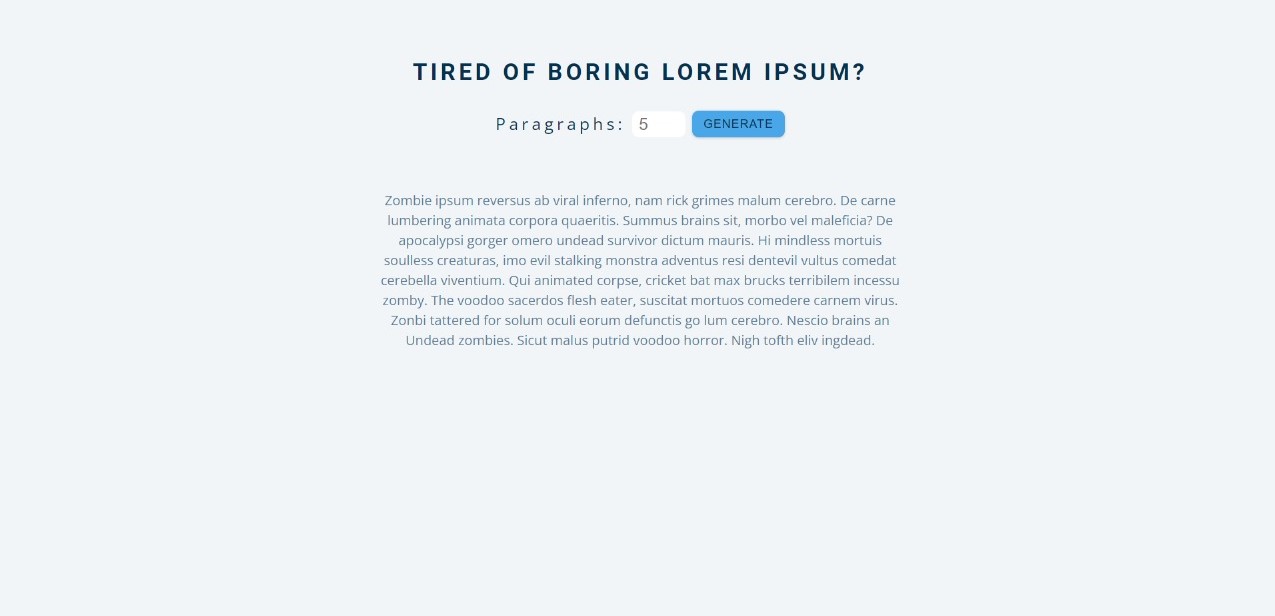 TIRED OF BORING LOREM IPSUM?
Paragraphs: 5 GENERATE
Zombie ipsum reversus ab viral inferno, nam rick grimes malum cerebro. De carne
lumbering animata corpora quaeritis. Summus brains sit, morbo vel maleficia? De
apocalypsi gorger omero undead survivor dictum mauris. Hi mindless mortuis
soulless creaturas, imo evil stalking monstra adventus resi dentevil vultus comedat
cerebella viventium. Qui animated corpse, cricket bat max brucks terribilem incessu
zomby. The voodoo sacerdos flesh eater, suscitat mortuos comedere carnem virus.
Zonbi tattered for solum oculi eorum defunctis go lum cerebro. Nescio brains an
Undead zombies. Sicut malus putrid voodoo horror. Nigh tofth eliv ingdead.